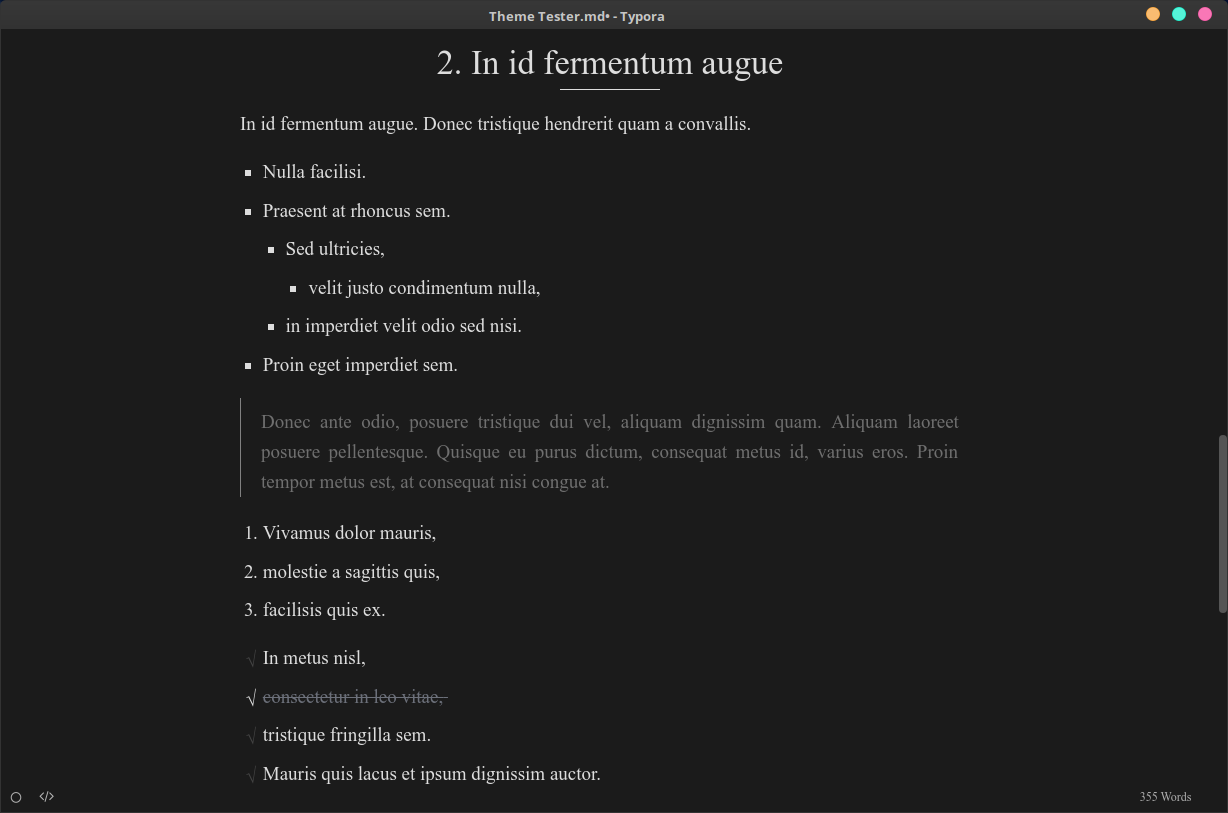 Theme Tester.md• - Typora
2. In id fermentum augue
In id fermentum augue. Donec tristique hendrerit quam a convallis.
Nulla facilisi.
Praesent at rhoncus sem.
Sed ultricies,
velit justo condimentum nulla,
in imperdiet velit odio sed nisi.
Proin eget imperdiet sem.
Donec ante odio, posuere tristique dui vel, aliquam dignissim quam. Aliquam laoreet
posuere pellentesque. Quisque eu purus dictum, consequat metus id, varius eros. Proin
tempor metus est, at consequat nisi congue at.
1. Vivamus dolor mauris,
2. molestie a sagittis quis,
3. facilisis quis ex.
√ In metus nisl,
√ consectetur in leo vitae,
√ tristique fringilla sem.
√ Mauris quis lacus et ipsum dignissim auctor.
</> 355 Words